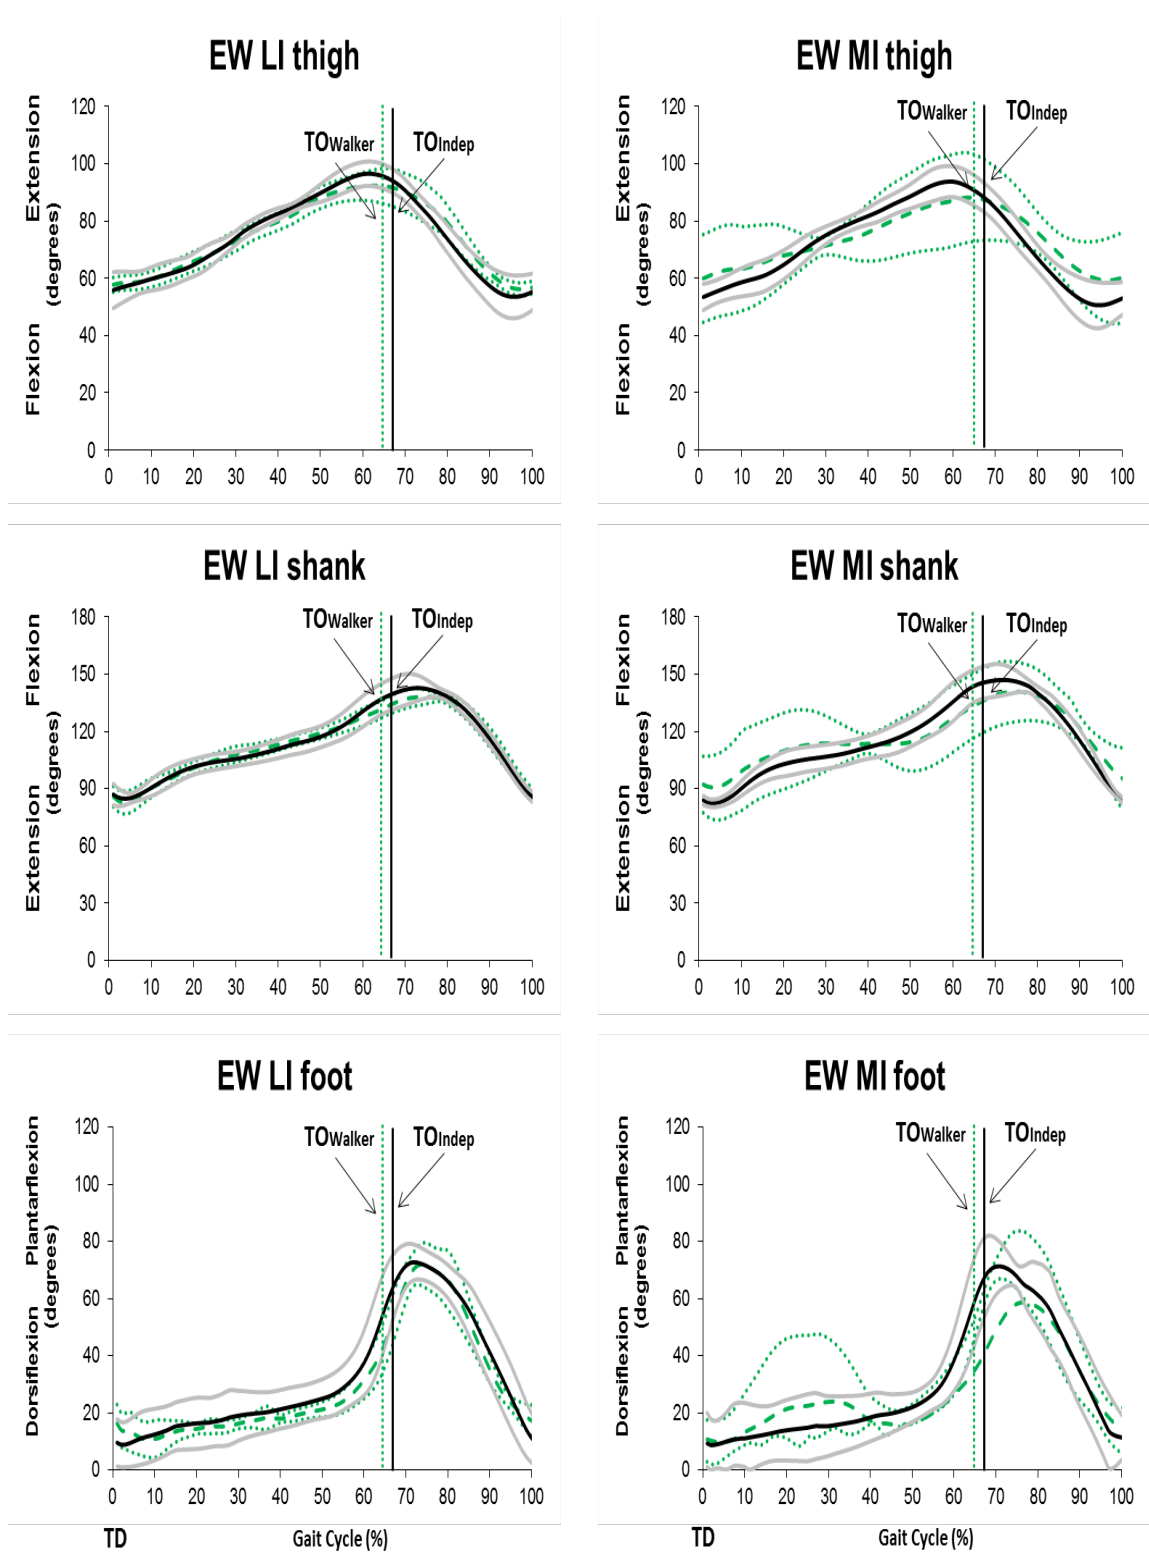 EW LI thigh
Flexion Extension
(degrees)
120
100
80
60
40
20
0
TOWalker
TOIndep
0 10 20 30 40 50 60 70 80 90 100
EW MI thigh
Flexion Extension
(degrees)
120
100
80
60
40
20
0
TOWalker
TOIndep
0 10 20 30 40 50 60 70 80 90 100
EW LI shank
Extension Flexion
(degrees)
180
150
120
90
60
30
0
TOWalker
TOIndep
0 10 20 30 40 50 60 70 80 90 100
EW MI shank
Extension Flexion
(degrees)
180
150
120
90
60
30
0
TOWalker
TOIndep
0 10 20 30 40 50 60 70 80 90 100
EW LI foot
Dorsiflexion Plantarflexion
(degrees)
120
100
80
60
40
20
0
TOWalker
TOIndep
0 10 20 30 40 50 60 70 80 90 100
TD Gait Cycle (%)
EW MI foot
Dorsiflexion Plantarflexion
(degrees)
120
100
80
60
40
20
0
TOWalker
TOIndep
0 10 20 30 40 50 60 70 80 90 100
TD Gait Cycle (%)